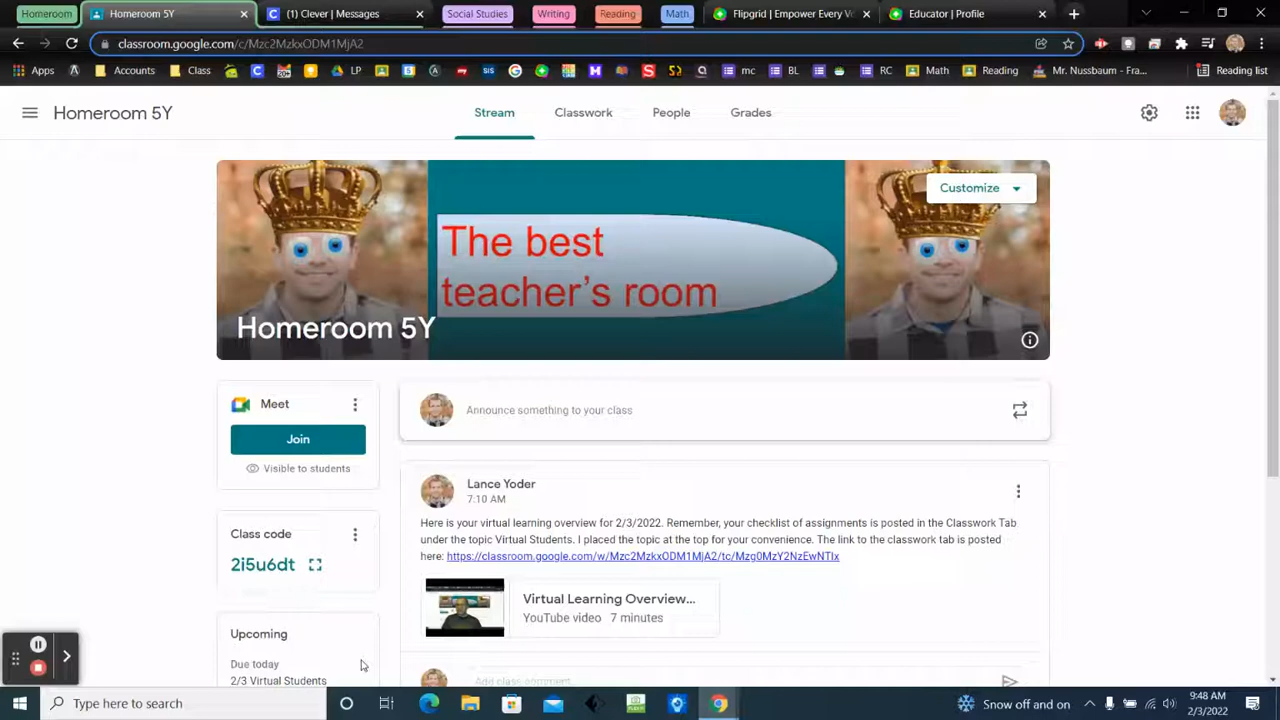 Homeroom
Homeroom 5Y
(1) Clever | Messages
Social Studies
Writing
Reading
Math
Flipgrid | Empower Every V
Educator | Profile
classroom.google.com/c/Mzc2MzkxODM1MjA2
Apps
Accounts
Class
20+
LP
SIS
mc
BL
RC
Math
Reading
Mr. Nussbaum - Fra...
Reading list
Homeroom 5Y
Stream
Classwork
People
Grades
Customize
The best
teacher's room
Homeroom 5Y
Meet
Join
Visible to students
Class code
2i5u6dt
Upcoming
Due today
2/3 Virtual Students
Announce something to your class
Lance Yoder
7:10 AM
Here is your virtual learning overview for 2/3/2022. Remember, your checklist of assignments is posted in the Classwork Tab
under the topic Virtual Students. I placed the topic at the top for your convenience. The link to the classwork tab is posted
here: https://classroom.google.com/w/Mzc2MzkxODM1MjA2/tc/Mzg0MzY2NzEwNTIx
Virtual Learning Overview...
YouTube video 7 minutes
Add class comment...
Type here to search
Snow off and on
9:48 AM
2/3/2022